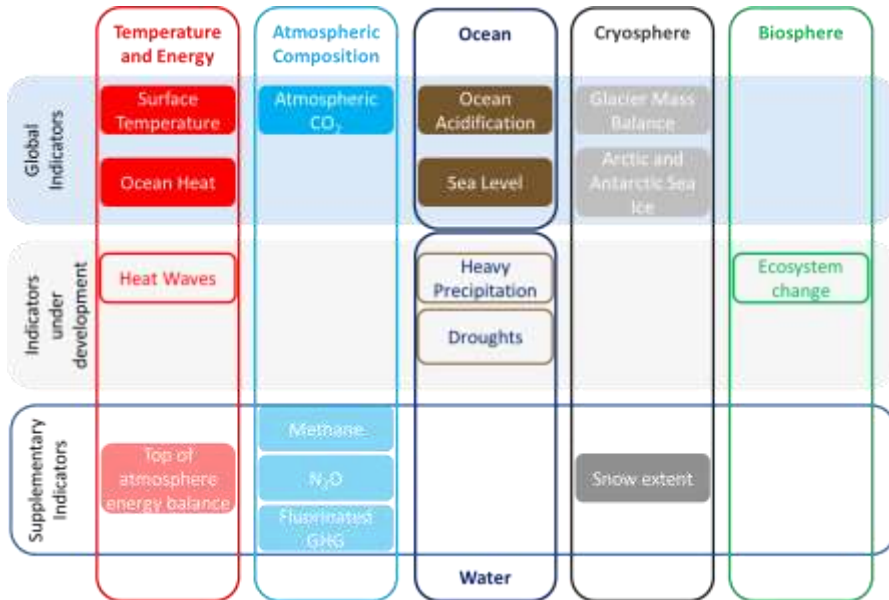 Temperature
and Energy
Atmospheric
Composition
Ocean
Cryosphere
Biosphere
Global
Indicators
Surface
Temperature
Atmospheric
CO₂
Ocean
Acidification
Glacier Mass
Balance
Ocean Heat
Sea Level
Arctic and
Antarctic Sea
Ice
Indicators
under
development
Heat Waves
Heavy
Precipitation
Ecosystem
change
Droughts
Supplementary
Indicators
Top of
atmosphere
energy balance
Methane
N₂O
Fluorinated
GHG
Snow extent
Water